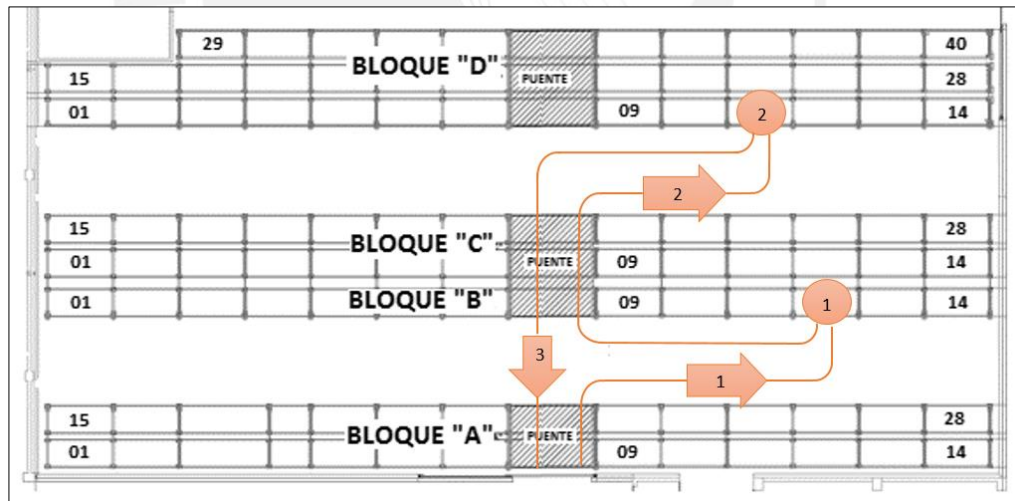 29 40
BLOQUE "D"
PUENTE
15 28
01 09 14
2
2
15 28
BLOQUE "C"
PUENTE
01 09 14
01 BLOQUE "B" 09 14
1
3
1
15 28
BLOQUE "A"
PUENTE
01 09 14